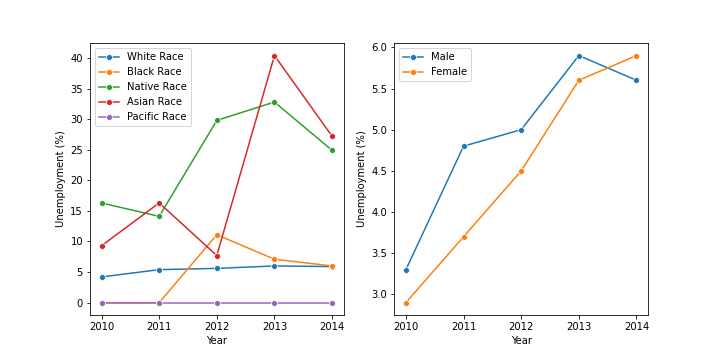 White Race
Black Race
Native Race
Asian Race
Pacific Race
Unemployment (%)
40
35
30
25
20
15
10
5
0
2010 2011 2012 2013 2014
Year
Male
Female
Unemployment (%)
6.0
5.5
5.0
4.5
4.0
3.5
3.0
2010 2011 2012 2013 2014
Year